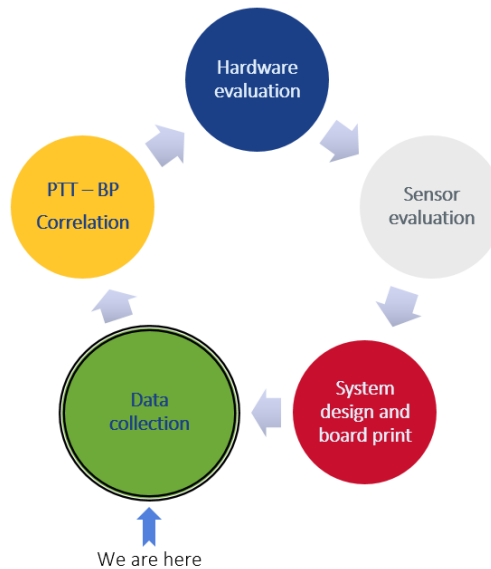 Hardware
evaluation
Sensor
evaluation
System
design and
board print
Data
collection
PTT – BP
Correlation
We are here